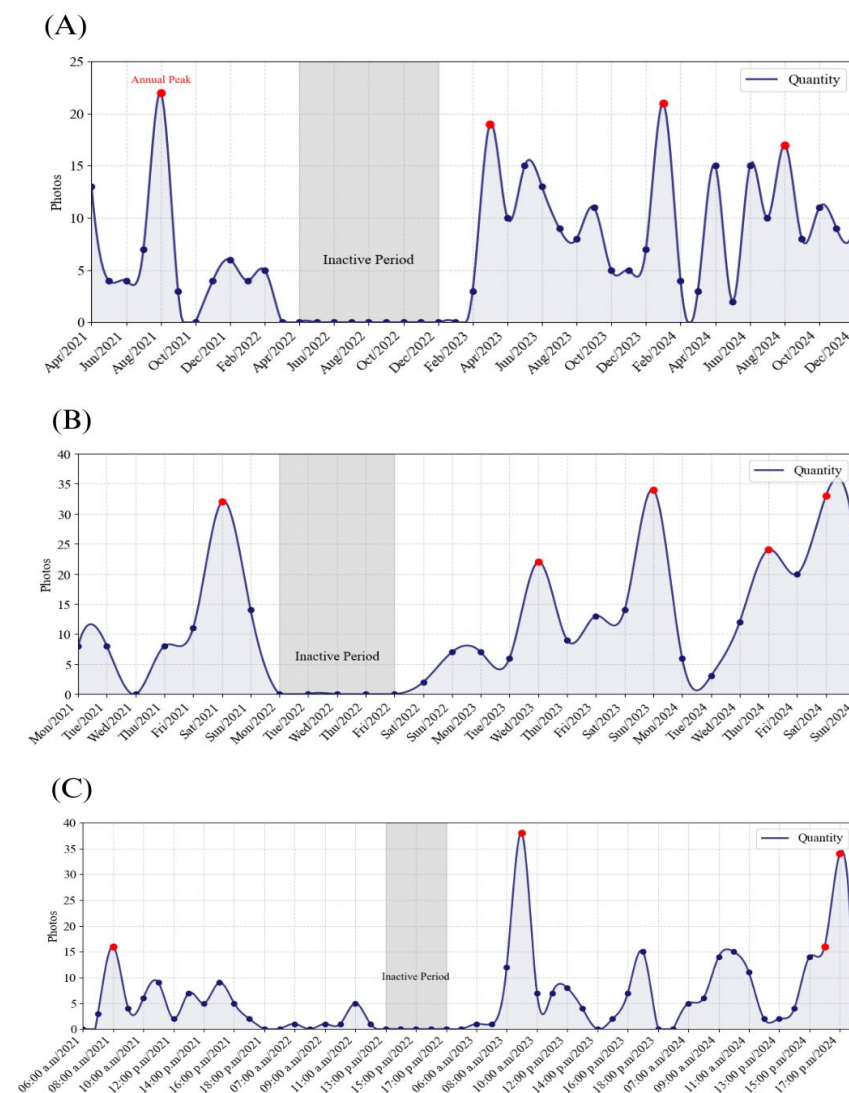 (A)
25
20
15
10
5
0
Photos
Annual Peak
Quantity
Inactive Period
Apr/2021
Jun/2021
Aug/2021
Oct/2021
Dec/2021
Feb/2022
Apr/2022
Jun/2022
Aug/2022
Oct/2022
Dec/2022
Feb/2023
Apr/2023
Jun/2023
Aug/2023
Oct/2023
Dec/2023
Feb/2024
Apr/2024
Jun/2024
Aug/2024
Oct/2024
Dec/2024
(B)
40
35
30
25
20
15
10
5
0
Photos
Quantity
Inactive Period
Mon/2021
Tue/2021
Wed/2021
Thu/2021
Fri/2021
Sat/2021
Sun/2021
Mon/2022
Tue/2022
Wed/2022
Thu/2022
Fri/2022
Sat/2022
Sun/2022
Mon/2023
Tue/2023
Wed/2023
Thu/2023
Fri/2023
Sat/2023
Sun/2023
Mon/2024
Tue/2024
Wed/2024
Thu/2024
Fri/2024
Sat/2024
Sun/2024
(C)
40
35
30
25
20
15
10
5
0
Photos
Quantity
Inactive Period
06:00 a.m/2021
08:00 a.m/2021
10:00 a.m/2021
12:00 p.m/2021
14:00 p.m/2021
16:00 p.m/2021
18:00 p.m/2021
07:00 a.m/2022
09:00 a.m/2022
11:00 a.m/2022
13:00 p.m/2022
15:00 p.m/2022
17:00 p.m/2022
06:00 a.m/2023
08:00 a.m/2023
10:00 a.m/2023
12:00 p.m/2023
14:00 p.m/2023
16:00 p.m/2023
18:00 p.m/2023
07:00 a.m/2024
09:00 a.m/2024
11:00 a.m/2024
13:00 p.m/2024
15:00 p.m/2024
17:00 p.m/2024